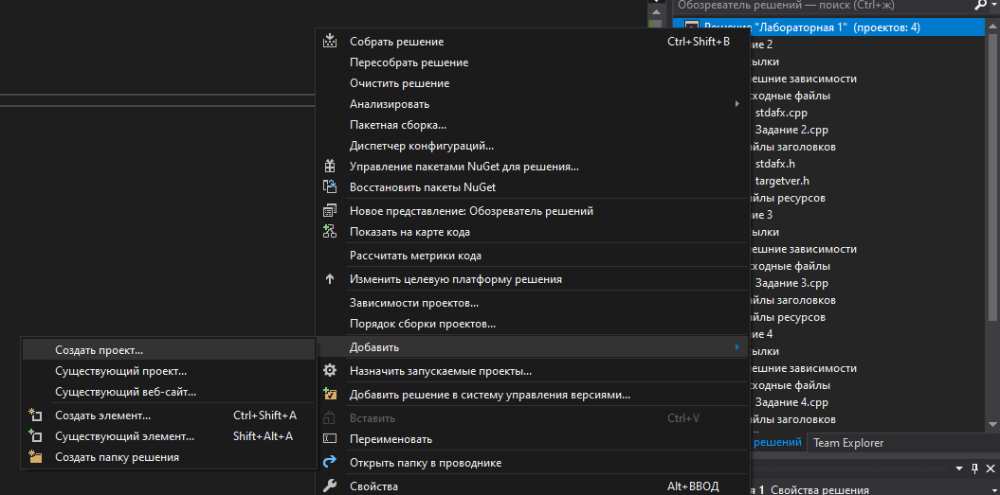 Обозреватель решений — поиск (Ctrl+ж)
Решение "Лабораторная 1" (проектов: 4)
ие 2
ылки
ешние зависимости
ходные файлы
stdafx.cpp
Задание 2.cpp
йлы заголовков
stdafx.h
targetver.h
йлы ресурсов
ие 3
ылки
ешние зависимости
ходные файлы
Задание 3.cpp
йлы заголовков
йлы ресурсов
ие 4
ылки
ешние зависимости
ходные файлы
Задание 4.cpp
йлы заголовков
решений Team Explorer
я 1 Свойства решения
Собрать решение Ctrl+Shift+B
Пересобрать решение
Очистить решение
Анализировать
Пакетная сборка...
Диспетчер конфигураций...
Управление пакетами NuGet для решения...
Восстановить пакеты NuGet
Новое представление: Обозреватель решений
Показать на карте кода
Рассчитать метрики кода
Изменить целевую платформу решения
Зависимости проектов...
Порядок сборки проектов...
Добавить
Назначить запускаемые проекты...
Добавить решение в систему управления версиями...
Вставить Ctrl+V
Переименовать
Открыть папку в проводнике
Свойства Alt+ВВОД
Создать проект...
Существующий проект...
Существующий веб-сайт...
Создать элемент... Ctrl+Shift+A
Существующий элемент... Shift+Alt+A
Создать папку решения